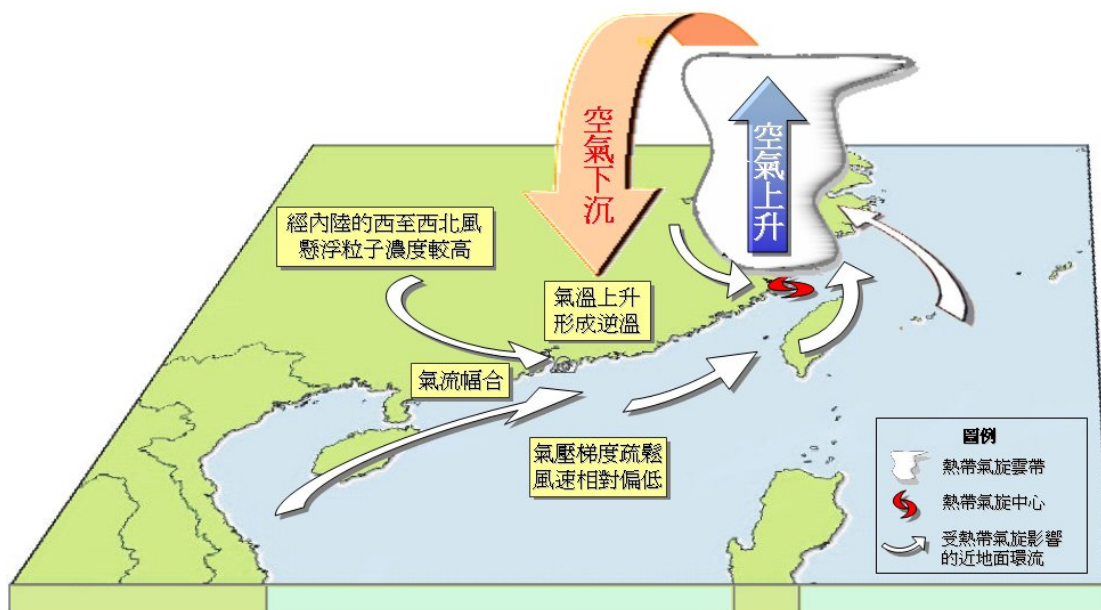 空氣下沉
空氣上升
經內陸的西至西北風
懸浮粒子濃度較高
氣溫上升
形成逆溫
氣流幅合
氣壓梯度疏鬆
風速相對偏低
圖例
熱帶氣旋雲帶
熱帶氣旋中心
受熱帶氣旋影響
的近地面環流